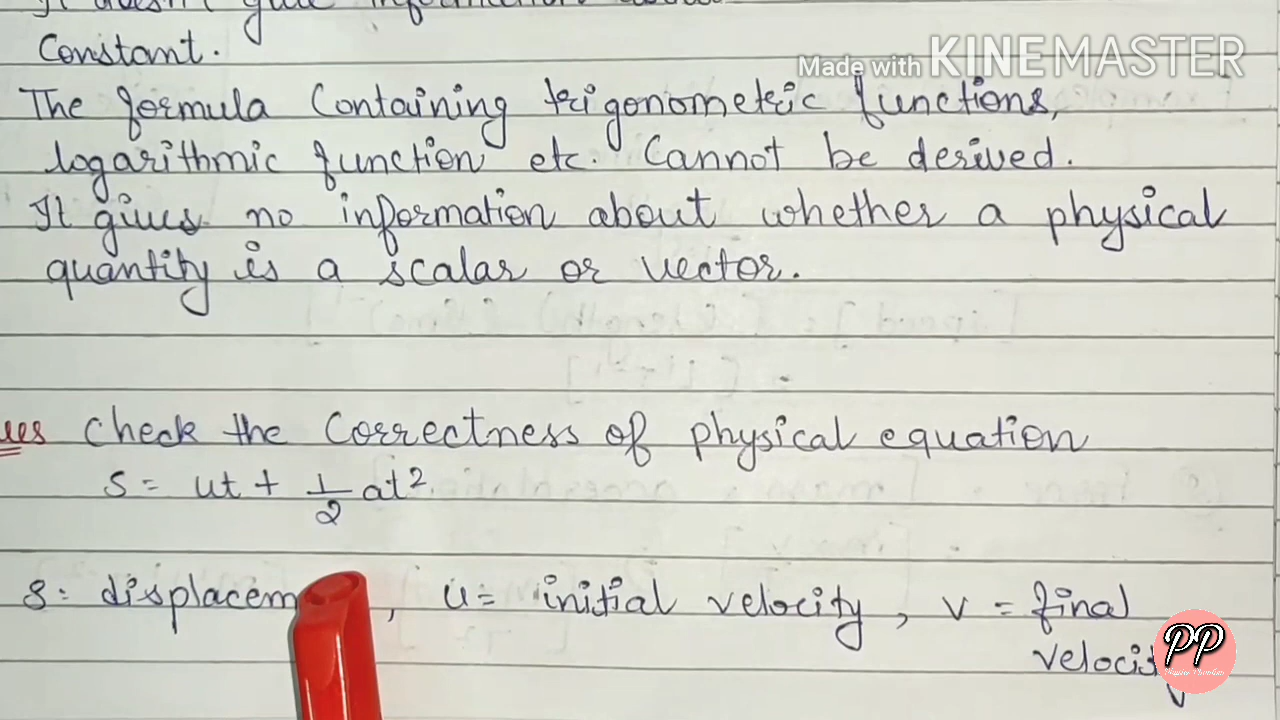 Constant.
Made with KINEMASTER
The formula Containing trigonometric functions,
logarithmic function etc. Cannot be derived.
It gives no information about whether a physical
quantity is a scalar or vector.
ues Check the Correctness of physical equation
s = ut + 1/2 at²
s: displacem , u = initial velocity, v = final
velocity
PP